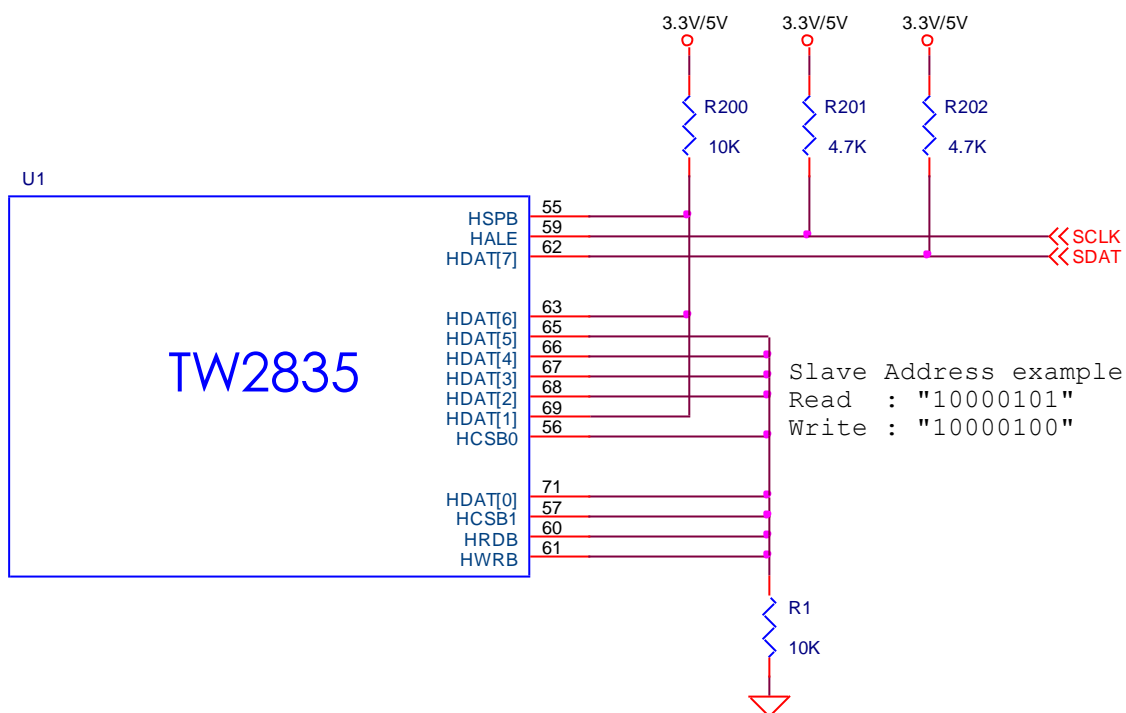 3.3V/5V 3.3V/5V 3.3V/5V
R200 R201 R202
10K 4.7K 4.7K
U1
HSPB 55
HALE 59 SCLK
HDAT[7] 62 SDAT
HDAT[6] 63
HDAT[5] 65
HDAT[4] 66
HDAT[3] 67
HDAT[2] 68
HDAT[1] 69
HCSB0 56
TW2835
Slave Address example
Read : "10000101"
Write : "10000100"
HDAT[0] 71
HCSB1 57
HRDB 60
HWRB 61
R1
10K